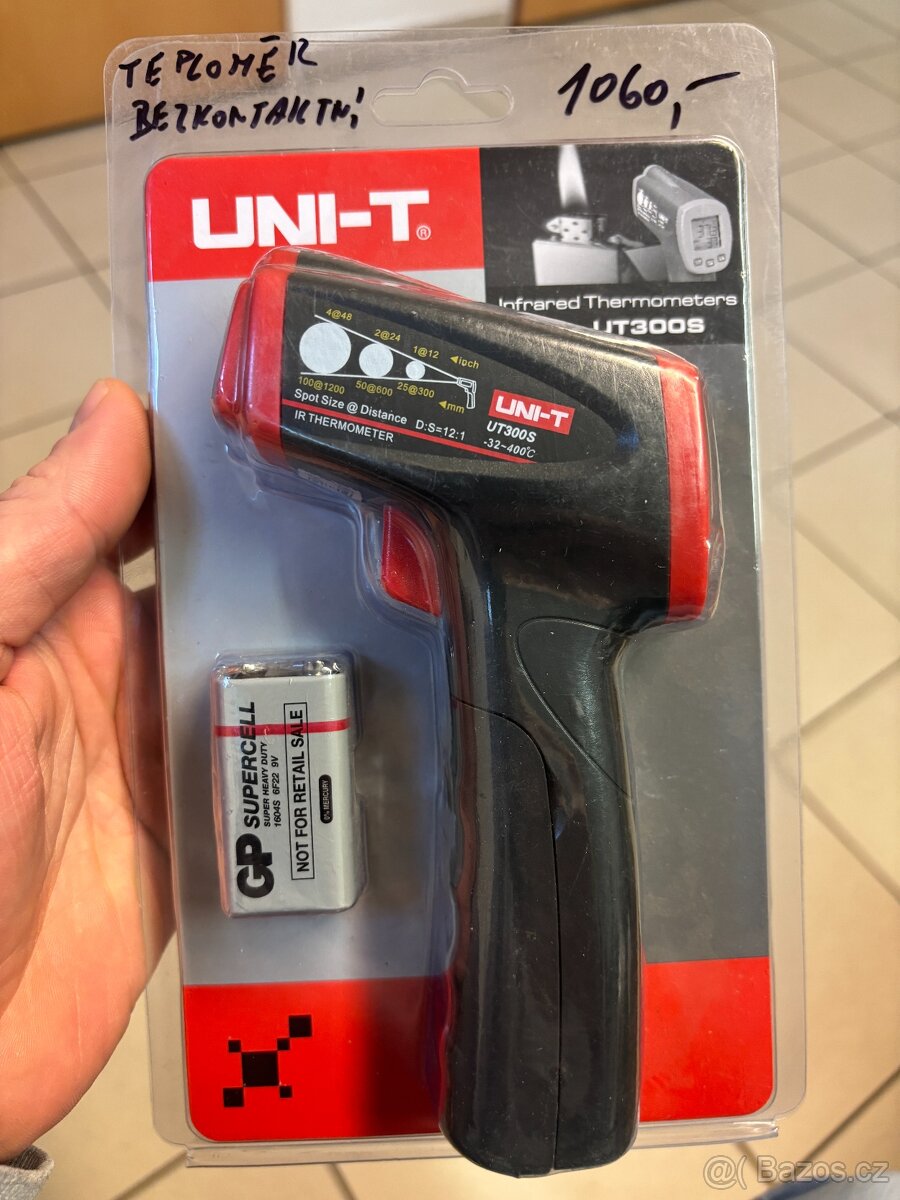 TEPLOMĚR
BEZKONTAKTNÍ
1060,-
UNI-T®
Infrared Thermometers
UT300S
4@48
2@24
1@12 ◄inch
100@1200 50@600 25@300 ◄mm
Spot Size @ Distance D:S=12:1
IR THERMOMETER
UNI-T
UT300S
-32~400℃
GP SUPERCELL
SUPER HEAVY DUTY
1604S 6F22 9V
NOT FOR RETAIL SALE
0% MERCURY
@( Bazos.cz